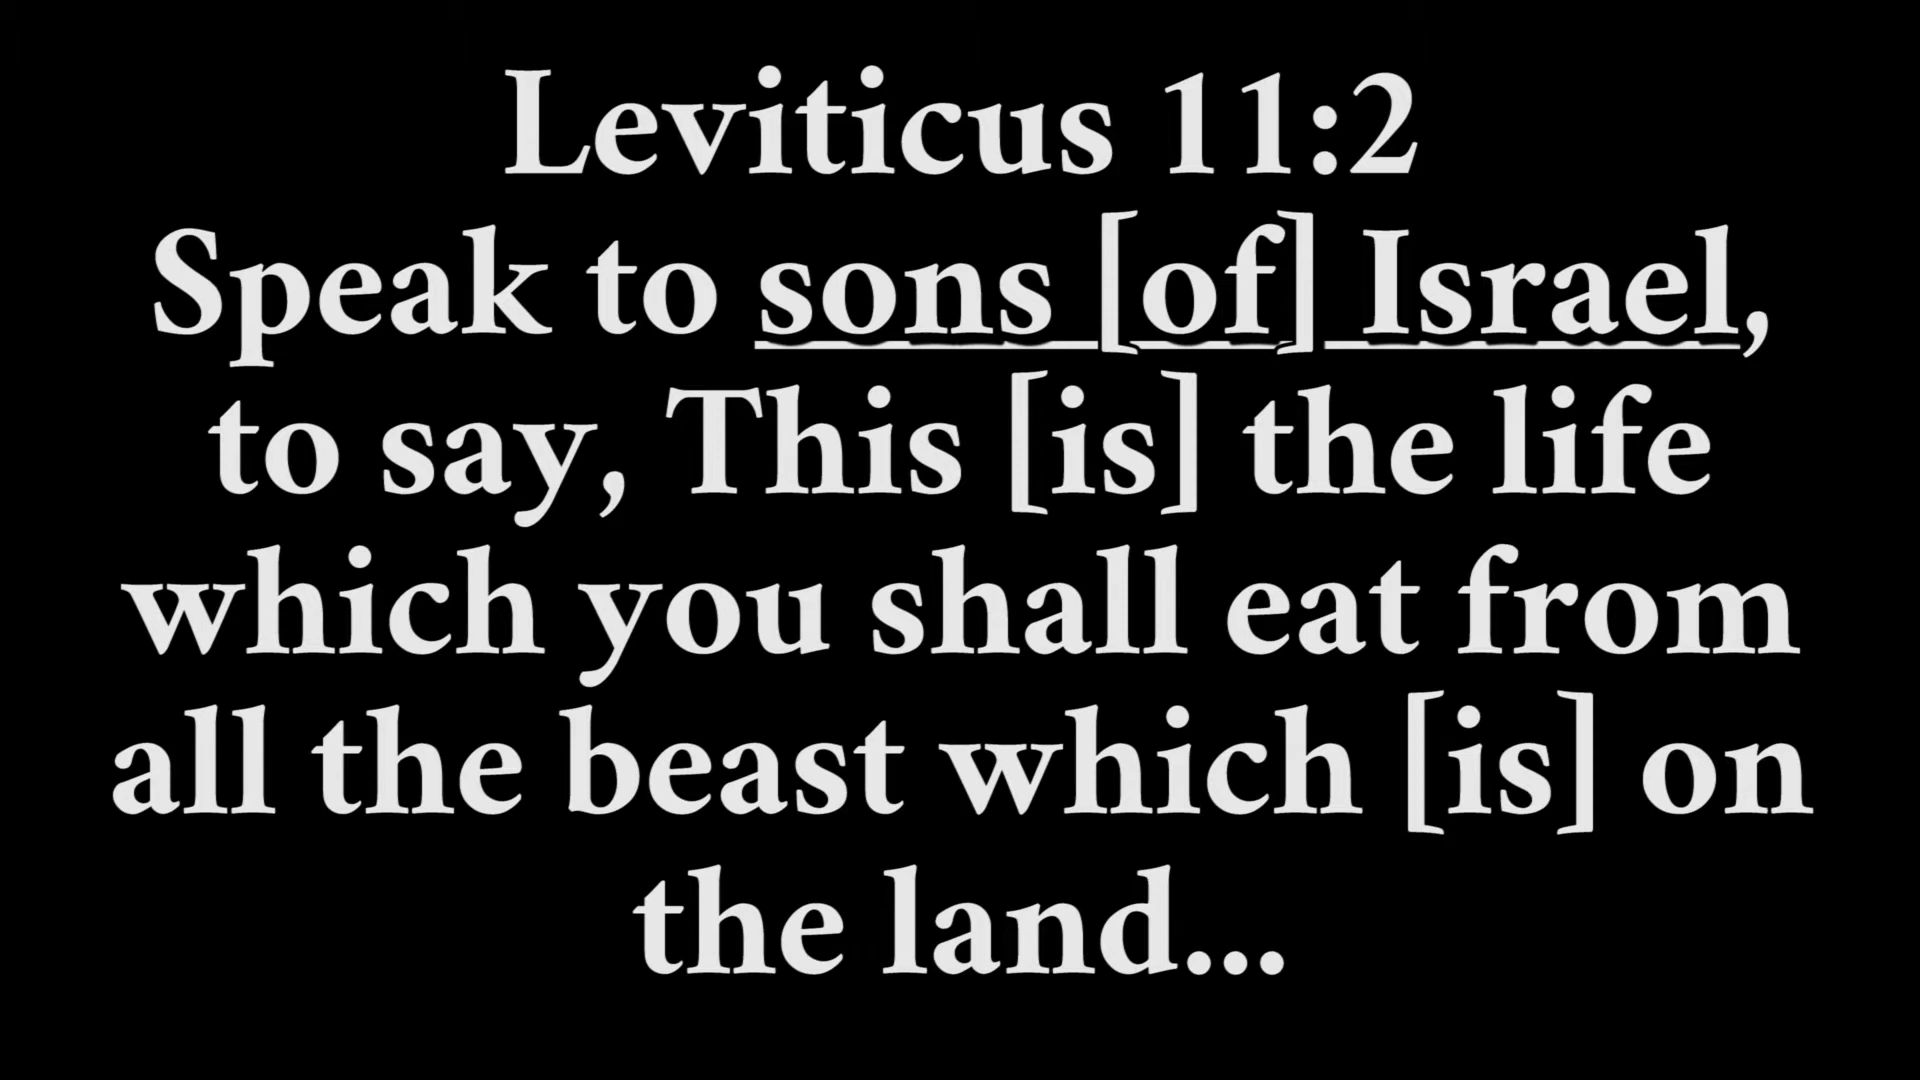 Leviticus 11:2
Speak to sons [of] Israel,
to say, This [is] the life
which you shall eat from
all the beast which [is] on
the land...